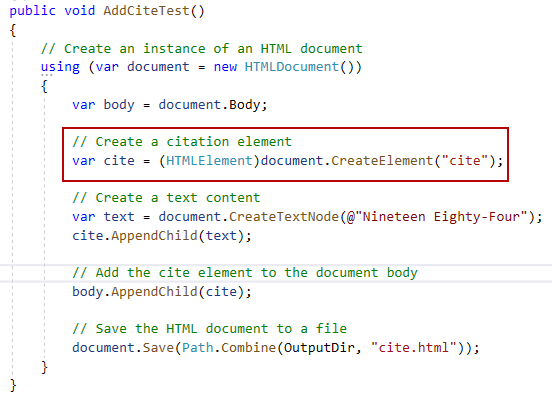 public void AddCiteTest()
{
// Create an instance of an HTML document
using (var document = new HTMLDocument())
{
var body = document.Body;
// Create a citation element
var cite = (HTMLElement)document.CreateElement("cite");
// Create a text content
var text = document.CreateTextNode(@"Nineteen Eighty-Four");
cite.AppendChild(text);
// Add the cite element to the document body
body.AppendChild(cite);
// Save the HTML document to a file
document.Save(Path.Combine(OutputDir, "cite.html"));
}
}